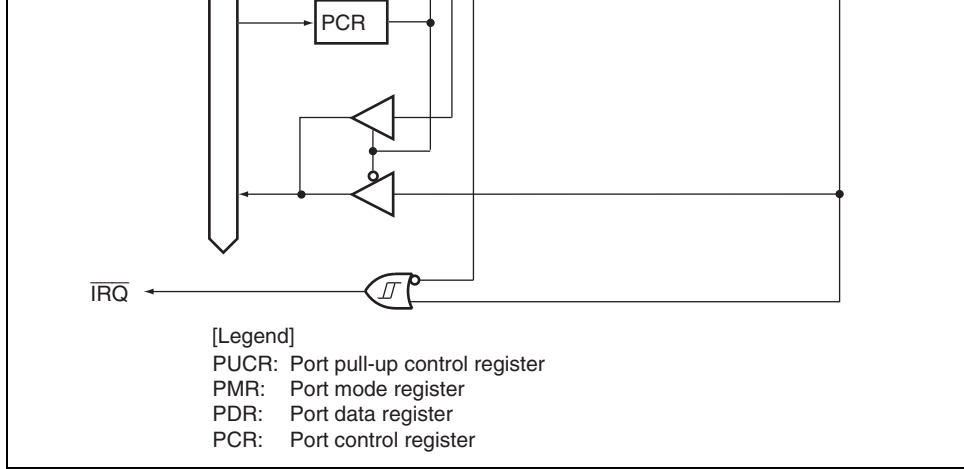 PCR
IRQ
[Legend]
PUCR: Port pull-up control register
PMR: Port mode register
PDR: Port data register
PCR: Port control register